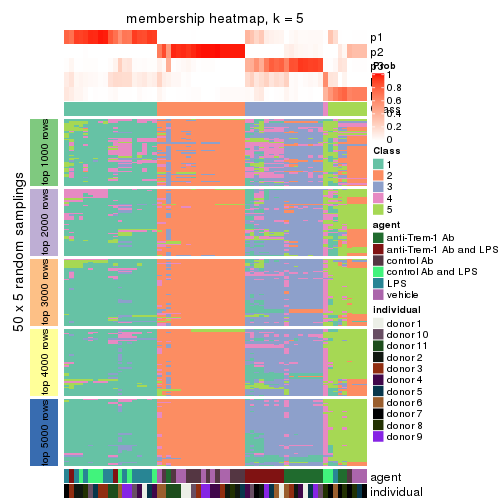 membership heatmap, k = 5
p1
p2
p3
Prob
1
0.8
0.6
0.4
0.2
0
Class
1
2
3
4
5
agent
anti-Trem-1 Ab
anti-Trem-1 Ab and LPS
control Ab
control Ab and LPS
LPS
vehicle
individual
donor 1
donor 10
donor 11
donor 2
donor 3
donor 4
donor 5
donor 6
donor 7
donor 8
donor 9
50 x 5 random samplings
top 1000 rows
top 2000 rows
top 3000 rows
top 4000 rows
top 5000 rows
agent
individual